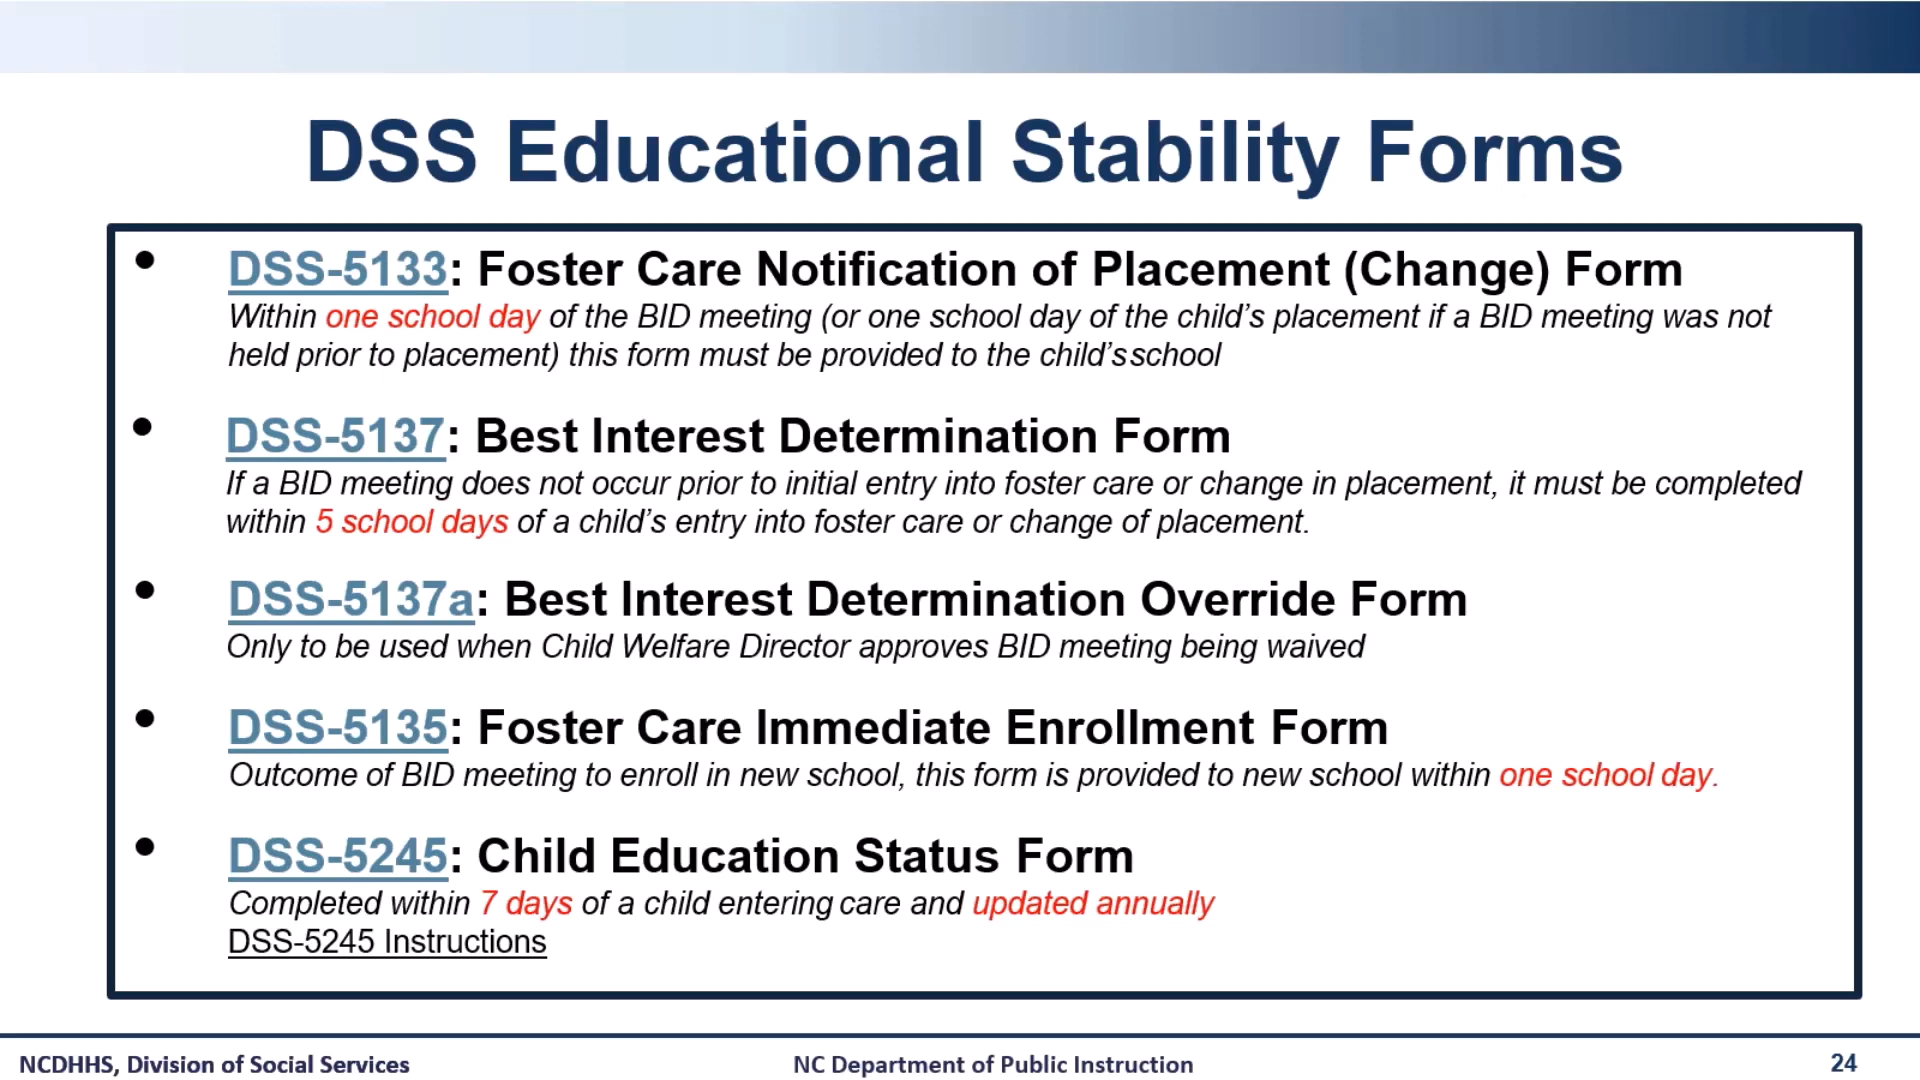 DSS Educational Stability Forms
• DSS-5133: Foster Care Notification of Placement (Change) Form
Within one school day of the BID meeting (or one school day of the child’s placement if a BID meeting was not
held prior to placement) this form must be provided to the child’s school
• DSS-5137: Best Interest Determination Form
If a BID meeting does not occur prior to initial entry into foster care or change in placement, it must be completed
within 5 school days of a child’s entry into foster care or change of placement.
• DSS-5137a: Best Interest Determination Override Form
Only to be used when Child Welfare Director approves BID meeting being waived
• DSS-5135: Foster Care Immediate Enrollment Form
Outcome of BID meeting to enroll in new school, this form is provided to new school within one school day.
• DSS-5245: Child Education Status Form
Completed within 7 days of a child entering care and updated annually
DSS-5245 Instructions
NCDHHS, Division of Social Services
NC Department of Public Instruction
24